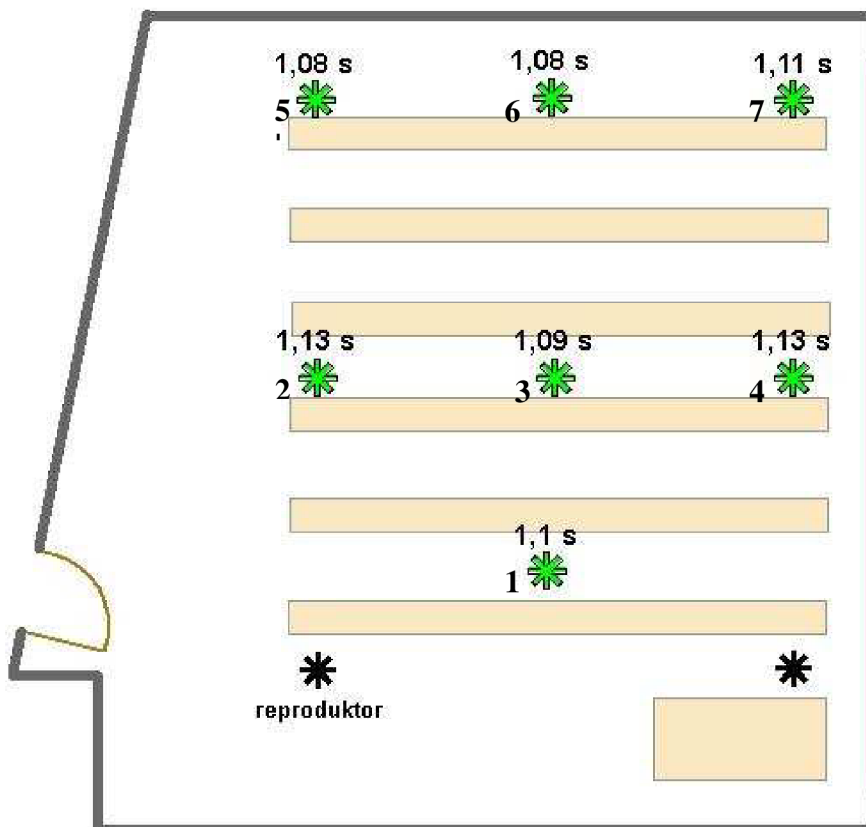 1,08 s
1,08 s
1,11 s
5
6
7
1,13 s
1,09 s
1,13 s
2
3
4
1,1 s
1
reproduktor